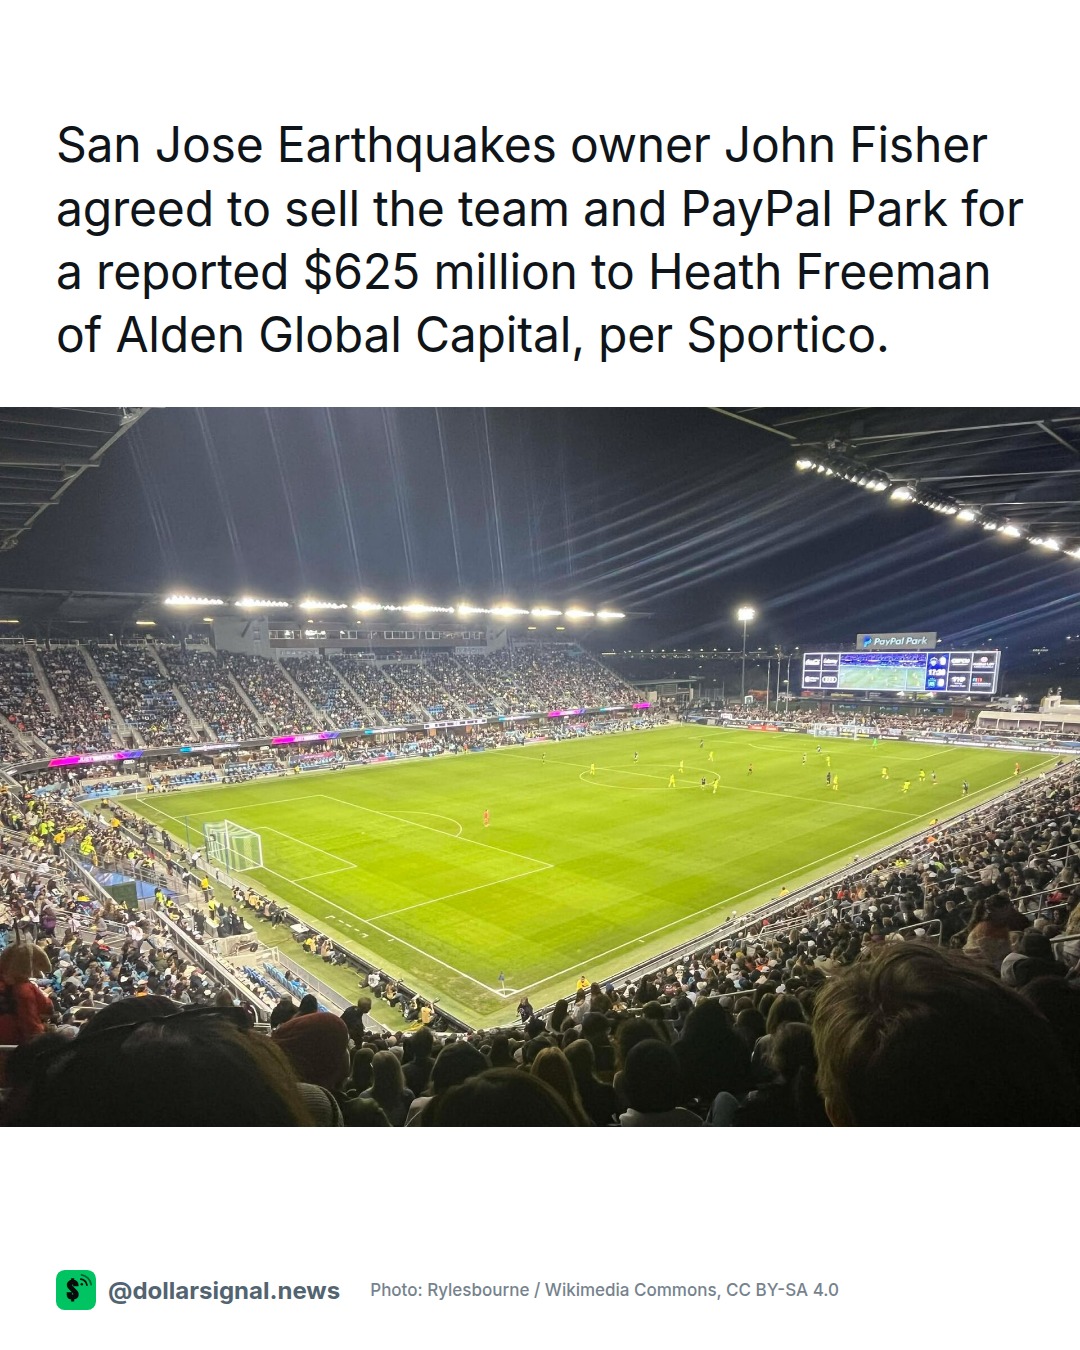 San Jose Earthquakes owner John Fisher
agreed to sell the team and PayPal Park for
a reported $625 million to Heath Freeman
of Alden Global Capital, per Sportico.
PayPal Park
@dollarsignal.news
Photo: Rylesbourne / Wikimedia Commons, CC BY-SA 4.0